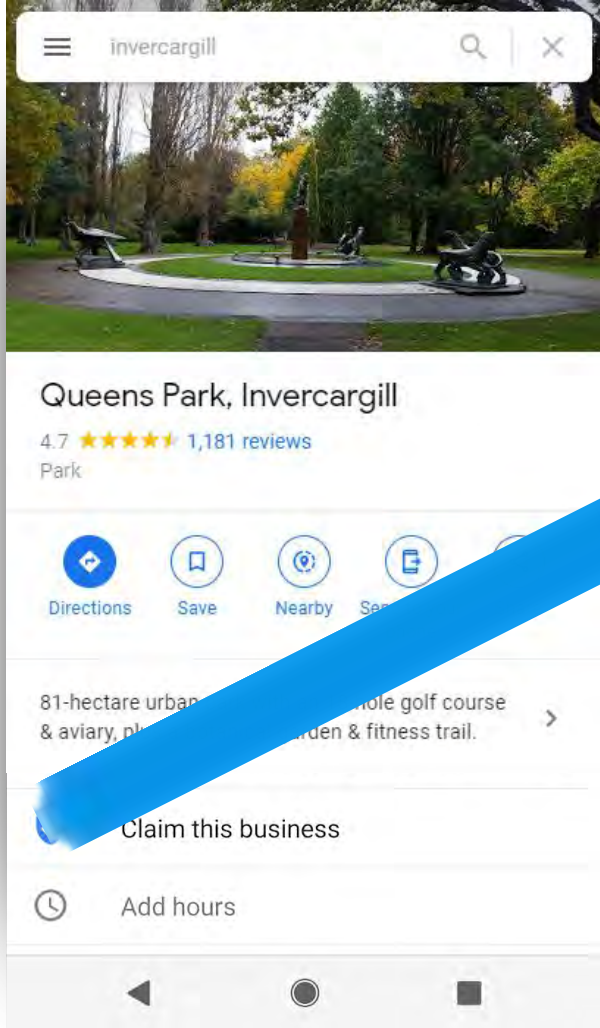 invercargill
Queens Park, Invercargill
4.7 1,181 reviews
Park
Directions Save Nearby
81-hectare urban hole golf course
& aviary, & fitness trail.
Claim this business
Add hours